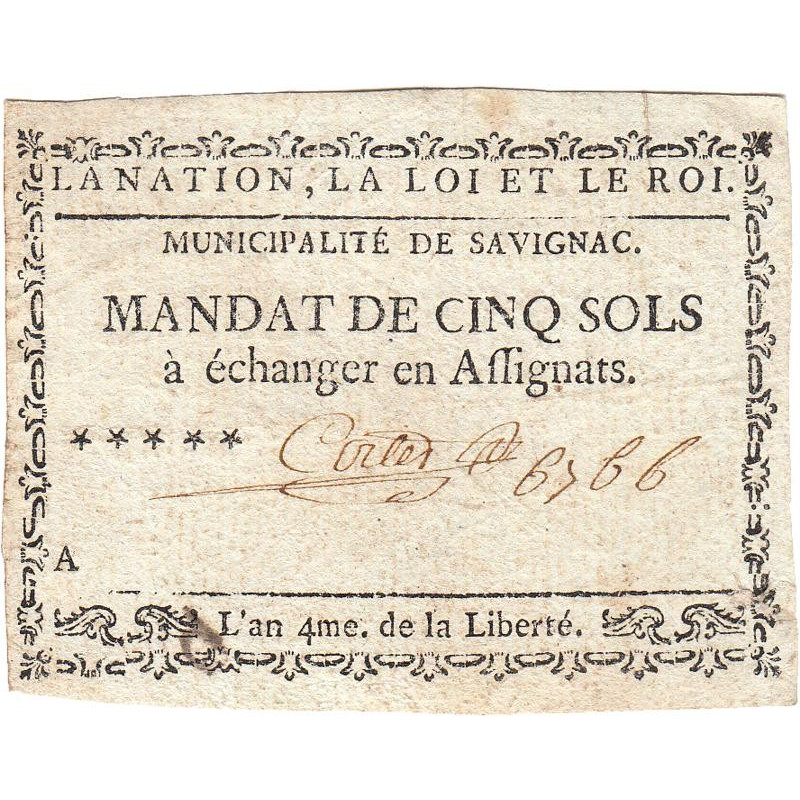 LA NATION, LA LOI ET LE ROI.
MUNICIPALITÉ DE SAVIGNAC.
MANDAT DE CINQ SOLS
à échanger en Aſſignats.
***** 6766
A
L'an 4me. de la Liberté.